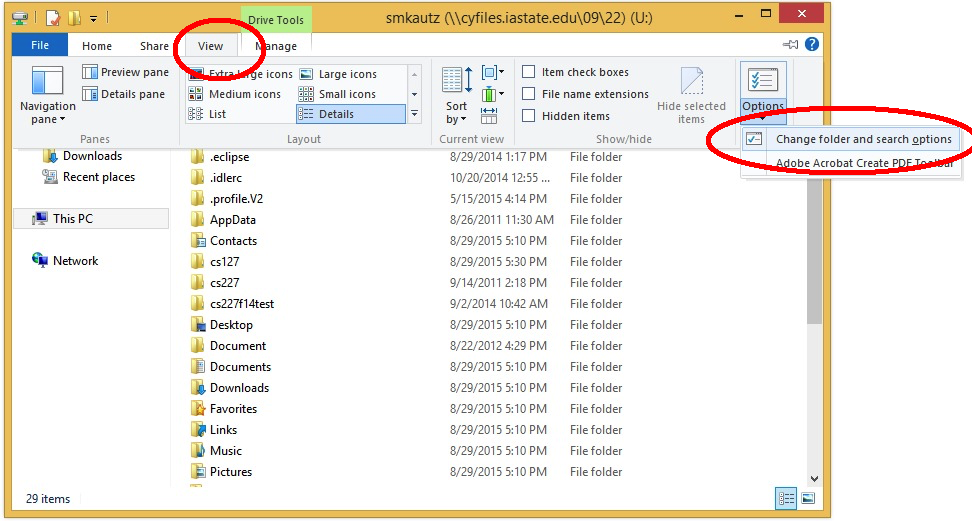 Drive Tools
smkautz (\\cyfiles.iastate.edu\09\22) (U:)
File Home Share View Manage
Preview pane
Details pane
Navigation pane
Panes
Extra large icons Large icons
Medium icons Small icons
List Details
Layout
Sort by
Current view
Item check boxes
File name extensions
Hidden items
Hide selected items
Show/hide
Options
Change folder and search options
Adobe Acrobat Create PDF Toolbar
Downloads
Recent places
This PC
Network
.eclipse 8/29/2014 1:17 PM File folder
.idlerc 10/20/2014 12:55 ... File folder
.profile.V2 5/15/2015 4:14 PM File folder
AppData 8/26/2011 11:30 AM File folder
Contacts 8/29/2015 5:10 PM File folder
cs127 8/29/2015 5:30 PM File folder
cs227 9/14/2011 2:18 PM File folder
cs227f14test 9/2/2014 10:42 AM File folder
Desktop 8/29/2015 5:10 PM File folder
Document 8/22/2012 4:29 PM File folder
Documents 8/29/2015 5:10 PM File folder
Downloads 8/29/2015 5:10 PM File folder
Favorites 8/29/2015 5:10 PM File folder
Links 8/29/2015 5:10 PM File folder
Music 8/29/2015 5:10 PM File folder
Pictures 8/29/2015 5:10 PM File folder
29 items